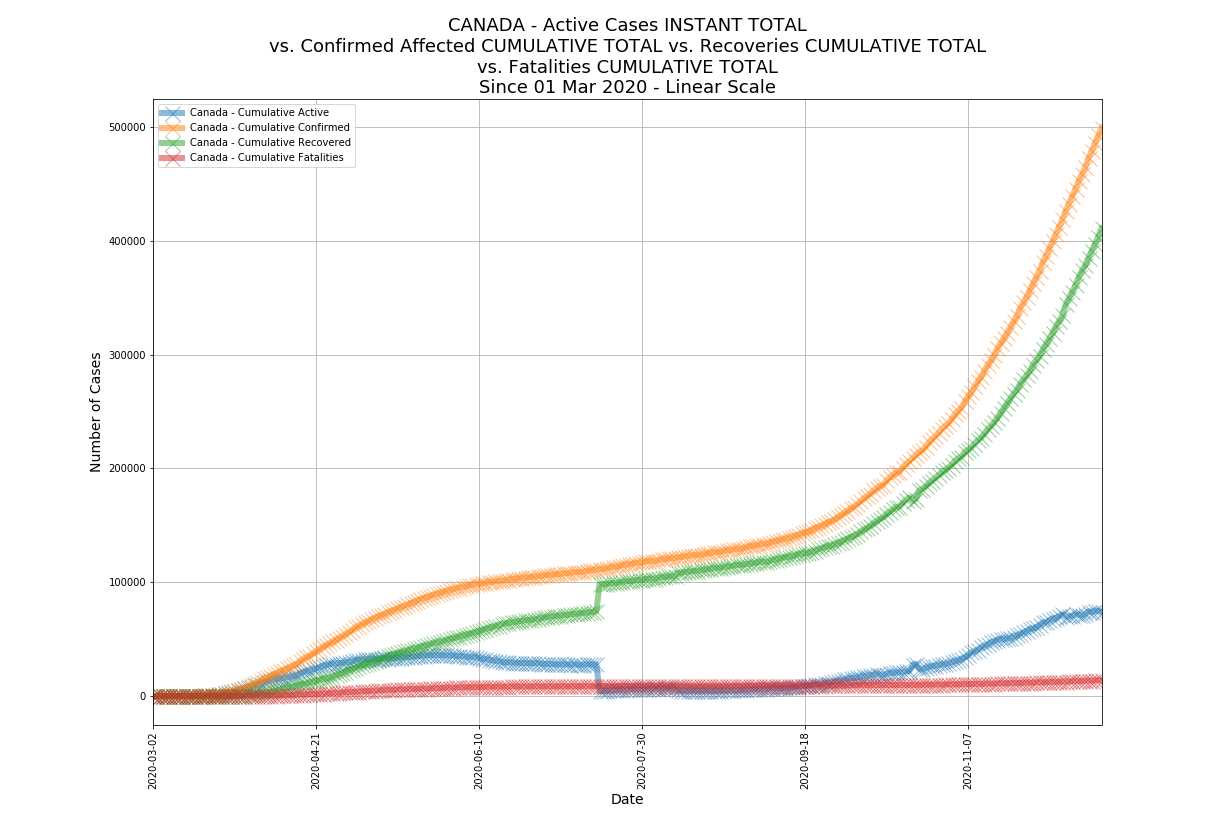 CANADA - Active Cases INSTANT TOTAL
vs. Confirmed Affected CUMULATIVE TOTAL vs. Recoveries CUMULATIVE TOTAL
vs. Fatalities CUMULATIVE TOTAL
Since 01 Mar 2020 - Linear Scale
Canada - Cumulative Active
Canada - Cumulative Confirmed
Canada - Cumulative Recovered
Canada - Cumulative Fatalities
500000
400000
300000
200000
100000
0
Number of Cases
2020-03-02
2020-04-21
2020-06-10
2020-07-30
2020-09-18
2020-11-07
Date